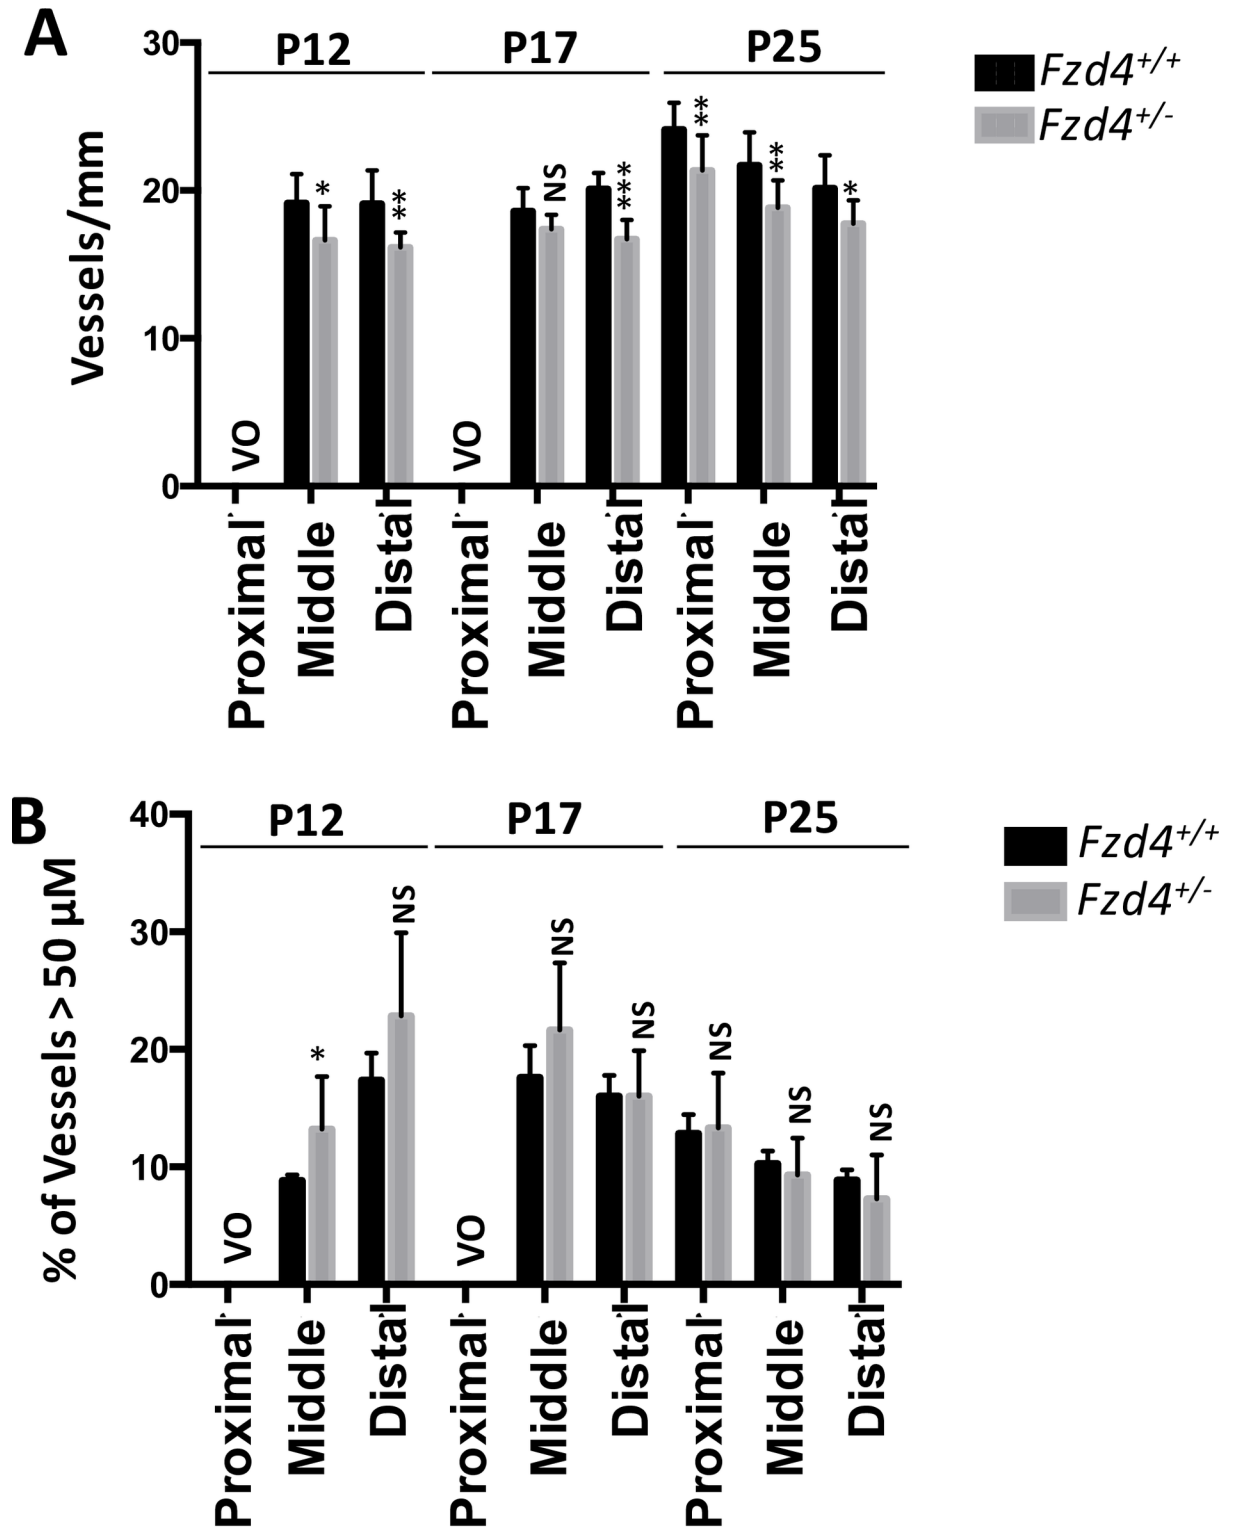 A
P12
P17
P25
Fzd4+/+
Fzd4+/-
Vessels/mm
30
20
10
0
VO
*
**
VO
NS
***
**
**
*
Proximal
Middle
Distal
Proximal
Middle
Distal
Proximal
Middle
Distal
B
P12
P17
P25
Fzd4+/+
Fzd4+/-
% of Vessels > 50 µM
40
30
20
10
0
VO
*
NS
VO
NS
NS
NS
NS
NS
Proximal
Middle
Distal
Proximal
Middle
Distal
Proximal
Middle
Distal